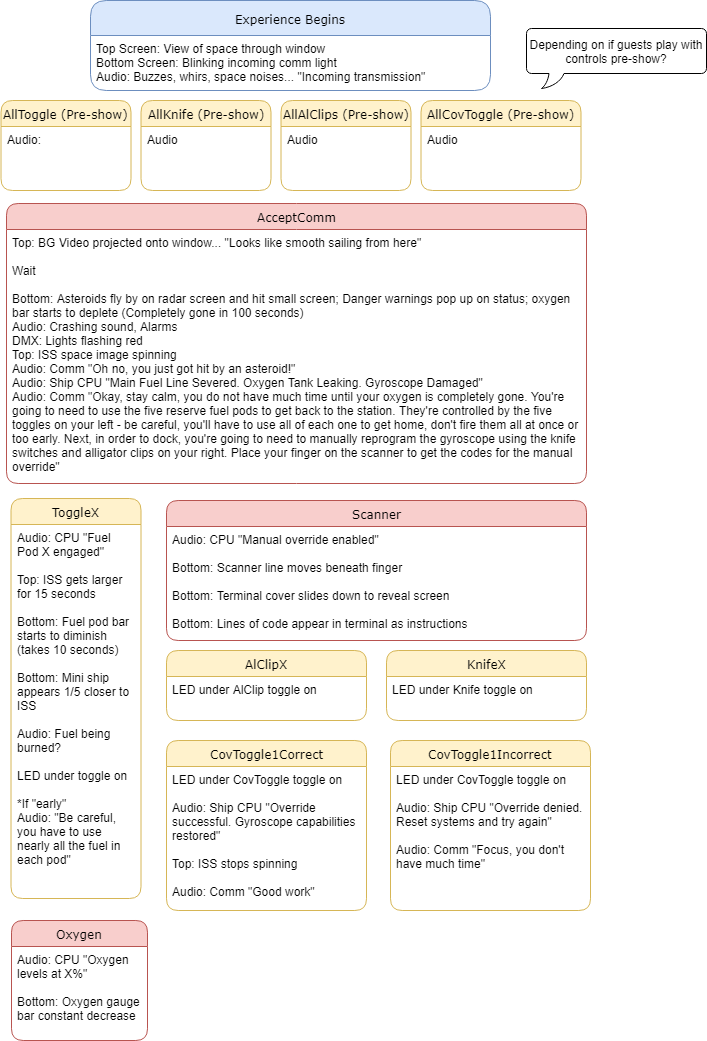 Experience Begins
Top Screen: View of space through window
Bottom Screen: Blinking incoming comm light
Audio: Buzzes, whirs, space noises... "Incoming transmission"
Depending on if guests play with
controls pre-show?
AllToggle (Pre-show)
Audio:
AllKnife (Pre-show)
Audio
AllAlClips (Pre-show)
Audio
AllCovToggle (Pre-show)
Audio
AcceptComm
Top: BG Video projected onto window... "Looks like smooth sailing from here"
Wait
Bottom: Asteroids fly by on radar screen and hit small screen; Danger warnings pop up on status; oxygen
bar starts to deplete (Completely gone in 100 seconds)
Audio: Crashing sound, Alarms
DMX: Lights flashing red
Top: ISS space image spinning
Audio: Comm "Oh no, you just got hit by an asteroid!"
Audio: Ship CPU "Main Fuel Line Severed. Oxygen Tank Leaking. Gyroscope Damaged"
Audio: Comm "Okay, stay calm, you do not have much time until your oxygen is completely gone. You're
going to need to use the five reserve fuel pods to get back to the station. They're controlled by the five
toggles on your left - be careful, you'll have to use all of each one to get home, don't fire them all at once or
too early. Next, in order to dock, you're going to need to manually reprogram the gyroscope using the knife
switches and alligator clips on your right. Place your finger on the scanner to get the codes for the manual
override"
ToggleX
Audio: CPU "Fuel
Pod X engaged"
Top: ISS gets larger
for 15 seconds
Bottom: Fuel pod bar
starts to diminish
(takes 10 seconds)
Bottom: Mini ship
appears 1/5 closer to
ISS
Audio: Fuel being
burned?
LED under toggle on
*If "early"
Audio: "Be careful,
you have to use
nearly all the fuel in
each pod"
Scanner
Audio: CPU "Manual override enabled"
Bottom: Scanner line moves beneath finger
Bottom: Terminal cover slides down to reveal screen
Bottom: Lines of code appear in terminal as instructions
AlClipX
LED under AlClip toggle on
KnifeX
LED under Knife toggle on
CovToggle1Correct
LED under CovToggle toggle on
Audio: Ship CPU "Override
successful. Gyroscope capabilities
restored"
Top: ISS stops spinning
Audio: Comm "Good work"
CovToggle1Incorrect
LED under CovToggle toggle on
Audio: Ship CPU "Override denied.
Reset systems and try again"
Audio: Comm "Focus, you don't
have much time"
Oxygen
Audio: CPU "Oxygen
levels at X%"
Bottom: Oxygen gauge
bar constant decrease